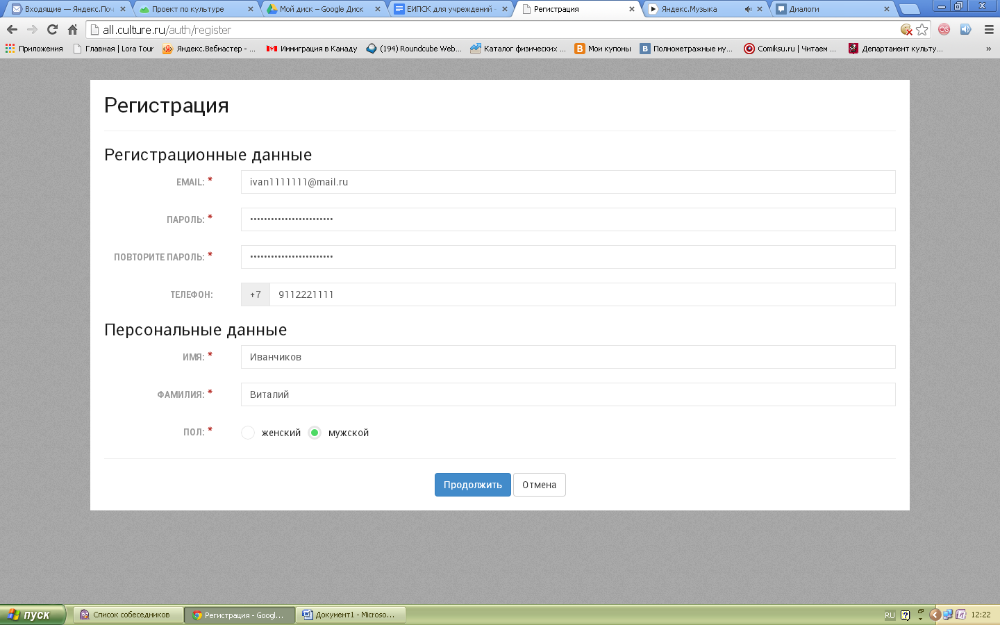 Входящие — Яндекс.Поч
Проект по культуре
Мой диск – Google Диск
ЕИПСК для учреждений -
Регистрация
Яндекс.Музыка
Диалоги
all.culture.ru/auth/register
Приложения
Главная | Lora Tour
Яндекс.Вебмастер - ...
Иммиграция в Канаду
(194) Roundcube Web...
Каталог физических ...
Мои купоны
Полнометражные му...
Comiksu.ru | Читаем ...
Департамент культу...
»
Регистрация
Регистрационные данные
EMAIL: *
ivan1111111@mail.ru
ПАРОЛЬ: *
••••••••••••••••••••••••
ПОВТОРИТЕ ПАРОЛЬ: *
••••••••••••••••••••••••
ТЕЛЕФОН:
+7 9112221111
Персональные данные
ИМЯ: *
Иванчиков
ФАМИЛИЯ: *
Виталий
ПОЛ: *
женский мужской
Продолжить Отмена
пуск
Список собеседников
Регистрация - Googl...
Документ1 - Microso...
RU
12:22